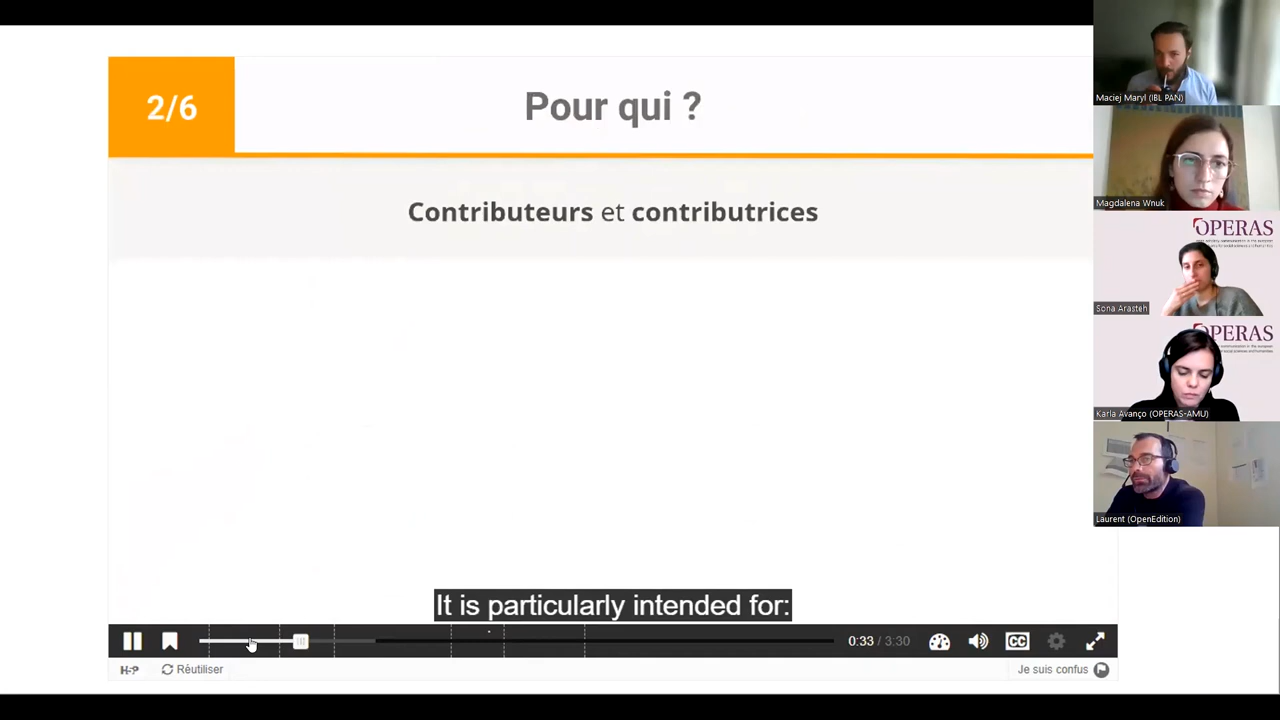 2/6
Pour qui ?
Contributeurs et contributrices
It is particularly intended for:
0:33 / 3:30
CC
H-P
Réutiliser
Je suis confus
Maciej Maryl (IBL PAN)
Magdalena Wnuk
OPERAS
Sona Arasteh
OPERAS
Karla Avanço (OPERAS-AMU)
Laurent (OpenEdition)